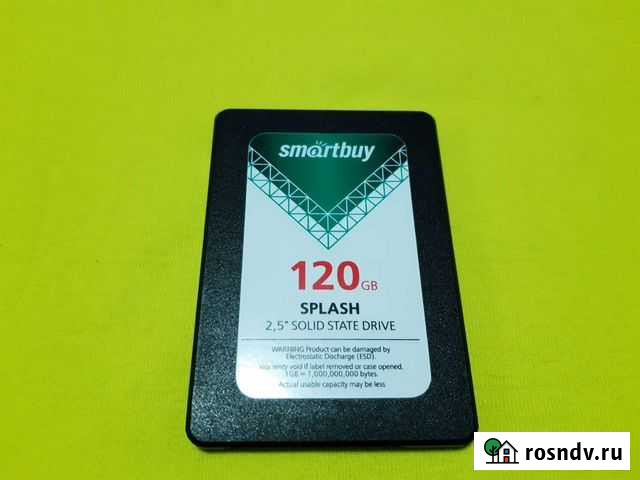 smartbuy
120GB
SPLASH
2,5" SOLID STATE DRIVE
WARNING Product can be damaged by
Electrostatic Discharge (ESD).
Warranty void if label removed or case opened.
1GB = 1,000,000,000 bytes.
Actual usable capacity may be less
rosndv.ru